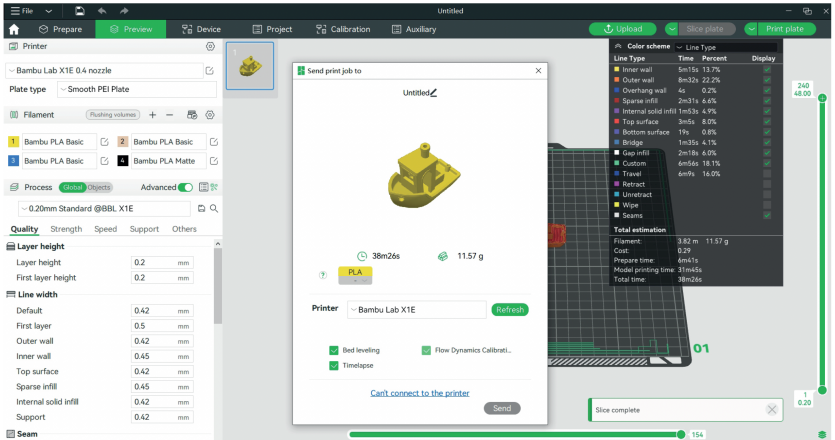 File
Untitled
Prepare
Preview
Device
Project
Calibration
Auxiliary
Upload
Slice plate
Print plate
Printer
Bambu Lab X1E 0.4 nozzle
Plate type
Smooth PEI Plate
Filament
Flushing volumes
1 Bambu PLA Basic
2 Bambu PLA Basic
3 Bambu PLA Basic
4 Bambu PLA Matte
Process
Global Objects
Advanced
0.20mm Standard @BBL X1E
Quality Strength Speed Support Others
Layer height
Layer height 0.2 mm
First layer height 0.2 mm
Line width
Default 0.42 mm
First layer 0.5 mm
Outer wall 0.42 mm
Inner wall 0.45 mm
Top surface 0.42 mm
Sparse infill 0.45 mm
Internal solid infill 0.42 mm
Support 0.42 mm
Seam
1
Send print job to
Untitled
38m26s
11.57 g
?
PLA
Printer
Bambu Lab X1E
Refresh
Bed leveling
Flow Dynamics Calibrati...
Timelapse
Can't connect to the printer
Send
Color scheme
Line Type
Line Type Time Percent Display
Inner wall 5m15s 13.7%
Outer wall 8m32s 22.2%
Overhang wall 4s 0.2%
Sparse infill 2m31s 6.6%
Internal solid infill 1m53s 4.9%
Top surface 3m5s 8.0%
Bottom surface 19s 0.8%
Bridge 1m35s 4.1%
Gap infill 2m18s 6.0%
Custom 6m56s 18.1%
Travel 6m9s 16.0%
Retract
Unretract
Wipe
Seams
Total estimation
Filament: 3.82 m 11.57 g
Cost: 0.29
Prepare time: 6m41s
Model printing time: 31m45s
Total time: 38m26s
240
48.00
01
1
0.20
Slice complete
154